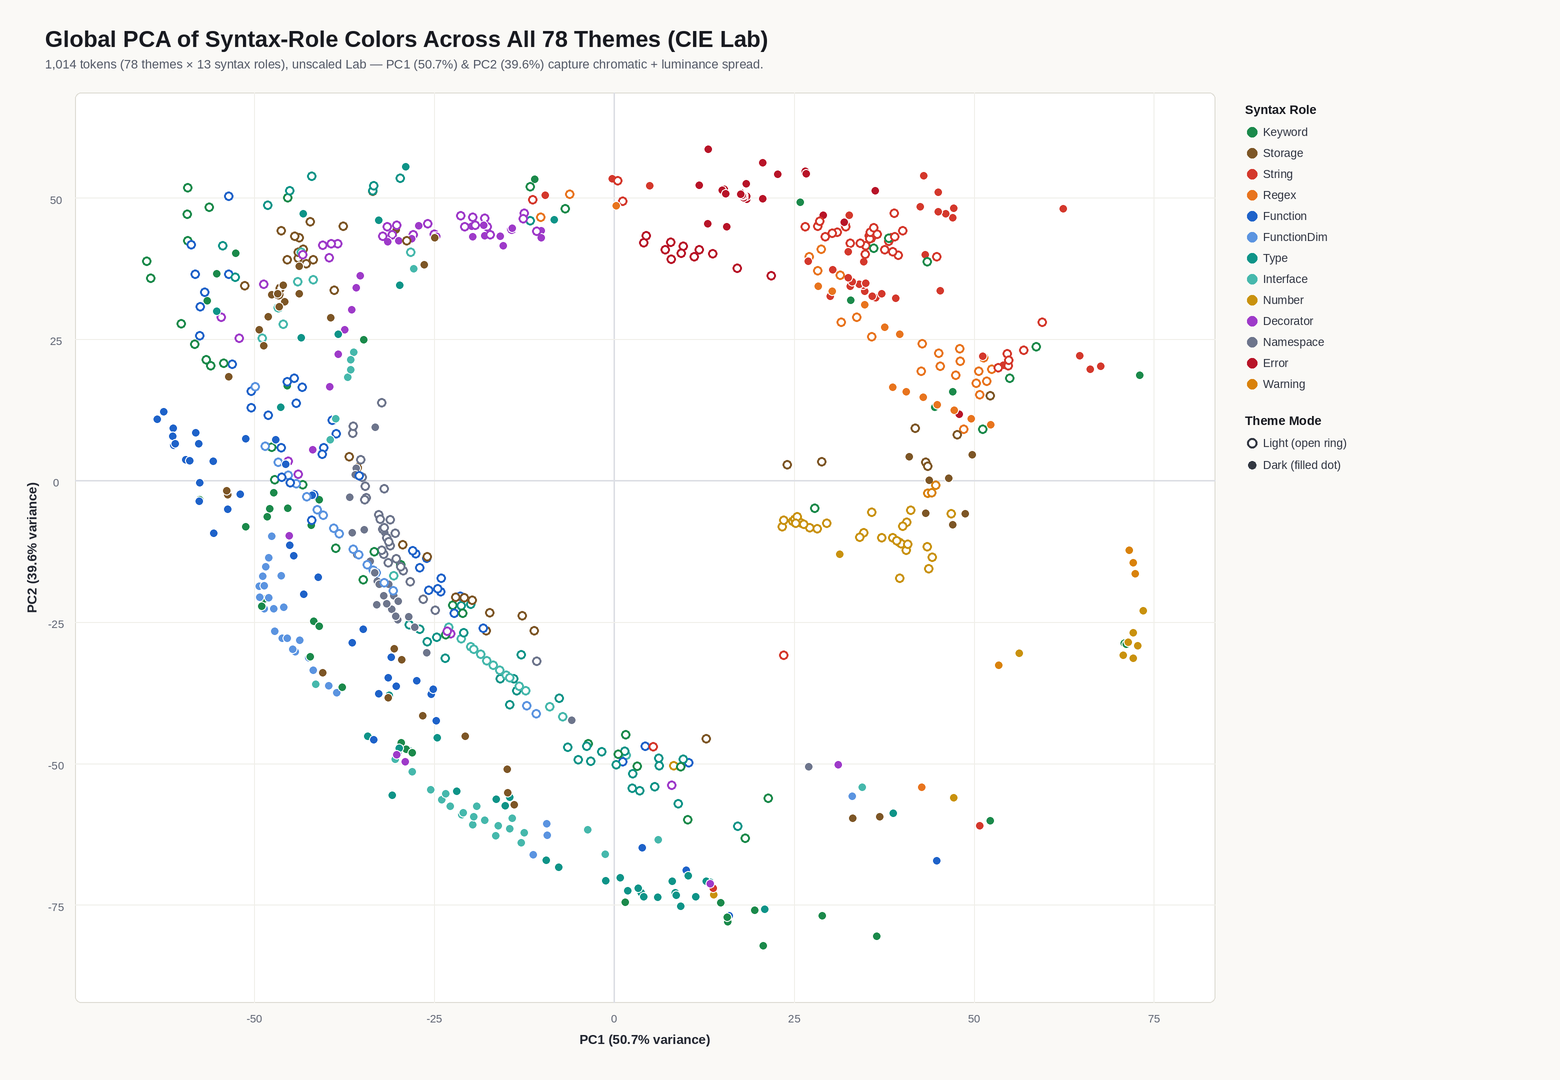 Global PCA of Syntax-Role Colors Across All 78 Themes (CIE Lab)
1,014 tokens (78 themes × 13 syntax roles), unscaled Lab — PC1 (50.7%) & PC2 (39.6%) capture chromatic + luminance spread.
Syntax Role
Keyword
Storage
String
Regex
Function
FunctionDim
Type
Interface
Number
Decorator
Namespace
Error
Warning
Theme Mode
Light (open ring)
Dark (filled dot)
PC2 (39.6% variance)
50
25
0
-25
-50
-75
-50
-25
0
25
50
75
PC1 (50.7% variance)